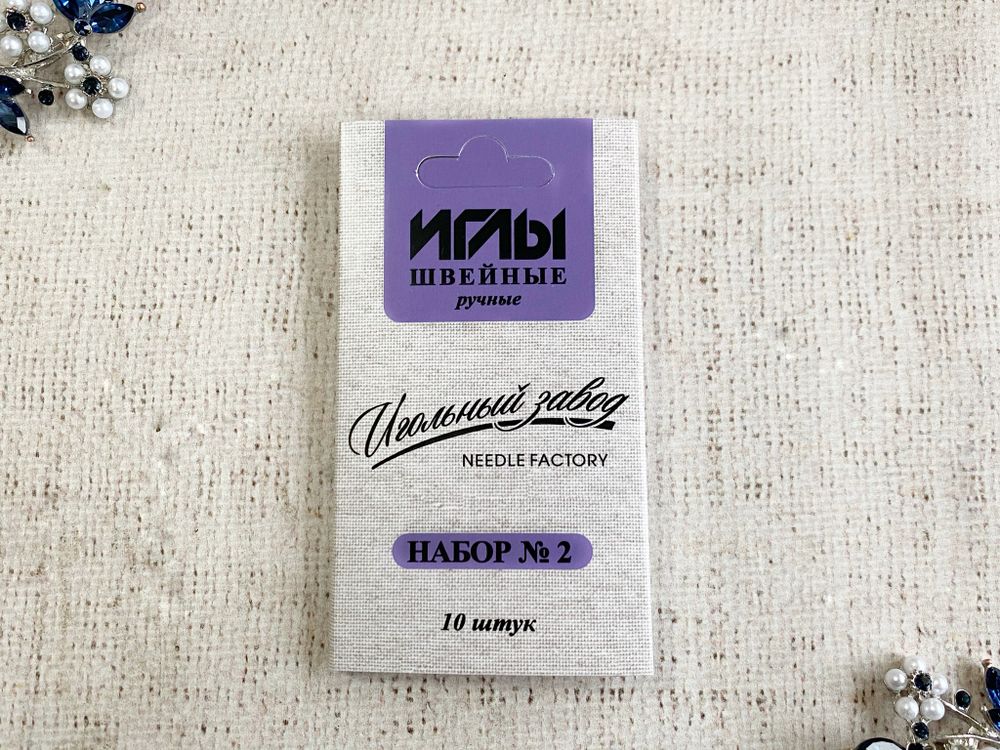 ИГЛЫ
ШВЕЙНЫЕ
ручные
Игольный завод
NEEDLE FACTORY
НАБОР № 2
10 штук